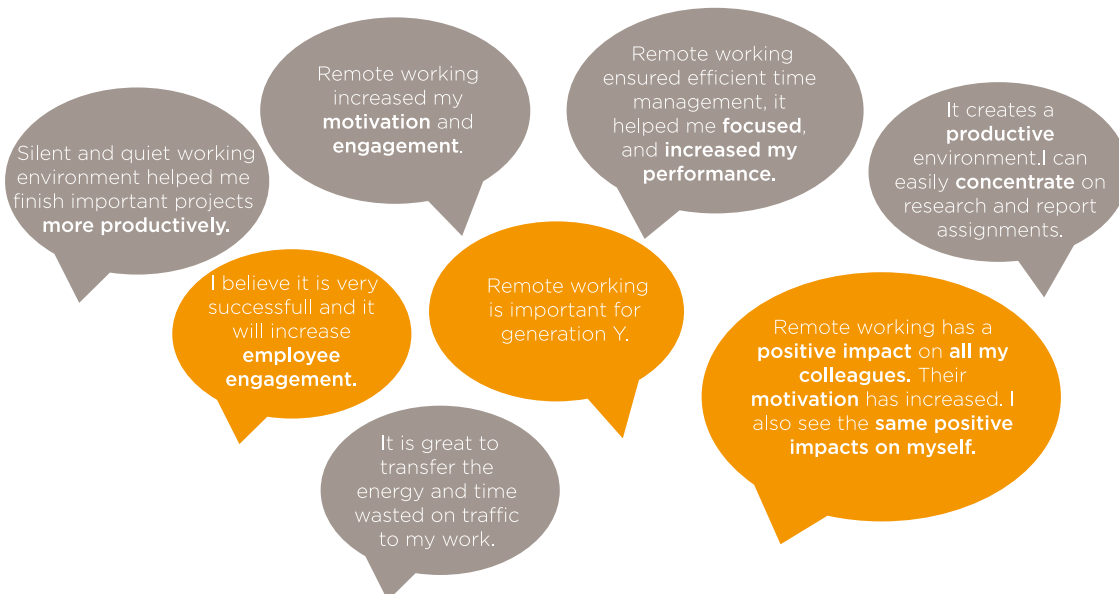 Silent and quiet working
environment helped me
finish important projects
more productively.
Remote working
increased my
motivation and
engagement.
Remote working
ensured efficient time
management, it
helped me focused,
and increased my
performance.
It creates a
productive
environment.I can
easily concentrate on
research and report
assignments.
I believe it is very
successfull and it
will increase
employee
engagement.
Remote working
is important for
generation Y.
Remote working has a
positive impact on all my
colleagues. Their
motivation has increased. I
also see the same positive
impacts on myself.
It is great to
transfer the
energy and time
wasted on traffic
to my work.